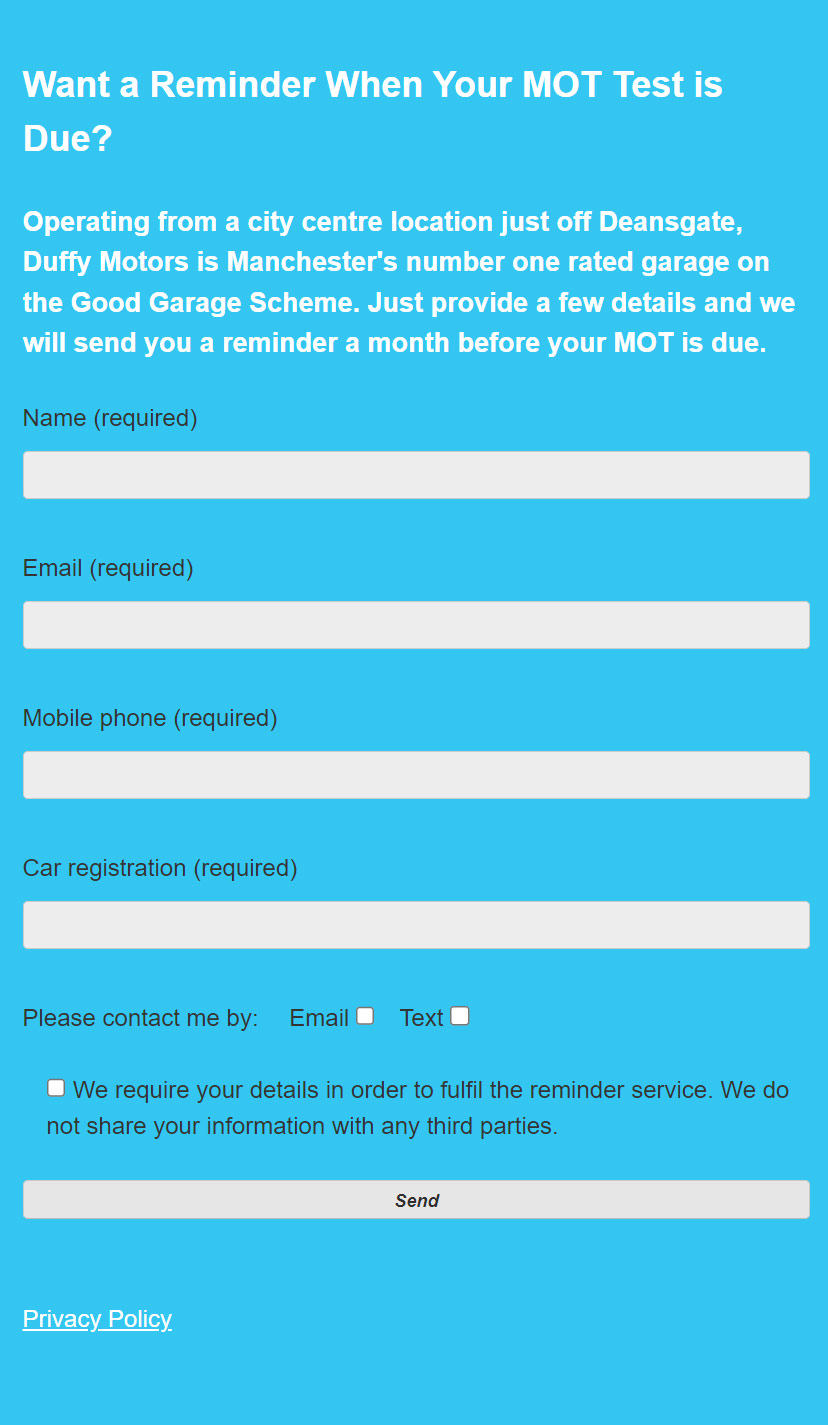 Want a Reminder When Your MOT Test is
Due?
Operating from a city centre location just off Deansgate,
Duffy Motors is Manchester's number one rated garage on
the Good Garage Scheme. Just provide a few details and we
will send you a reminder a month before your MOT is due.
Name (required)
Email (required)
Mobile phone (required)
Car registration (required)
Please contact me by: Email Text
We require your details in order to fulfil the reminder service. We do
not share your information with any third parties.
Send
Privacy Policy